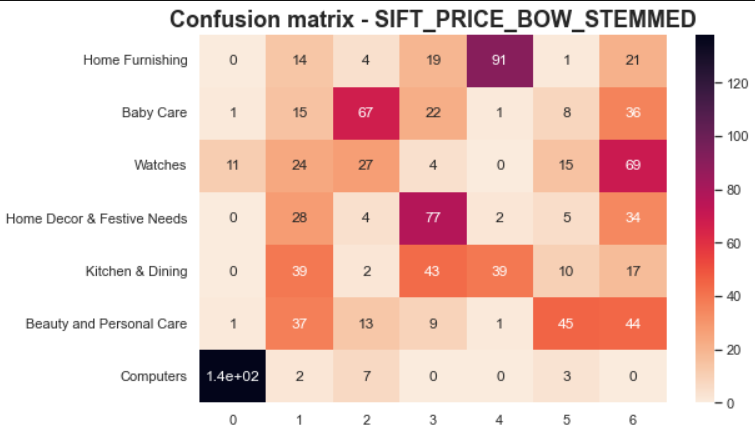 Confusion matrix - SIFT_PRICE_BOW_STEMMED
Home Furnishing 0 14 4 19 91 1 21
Baby Care 1 15 67 22 1 8 36
Watches 11 24 27 4 0 15 69
Home Decor & Festive Needs 0 28 4 77 2 5 34
Kitchen & Dining 0 39 2 43 39 10 17
Beauty and Personal Care 1 37 13 9 1 45 44
Computers 1.4e+02 2 7 0 0 3 0
0 1 2 3 4 5 6
120
100
80
60
40
20
0